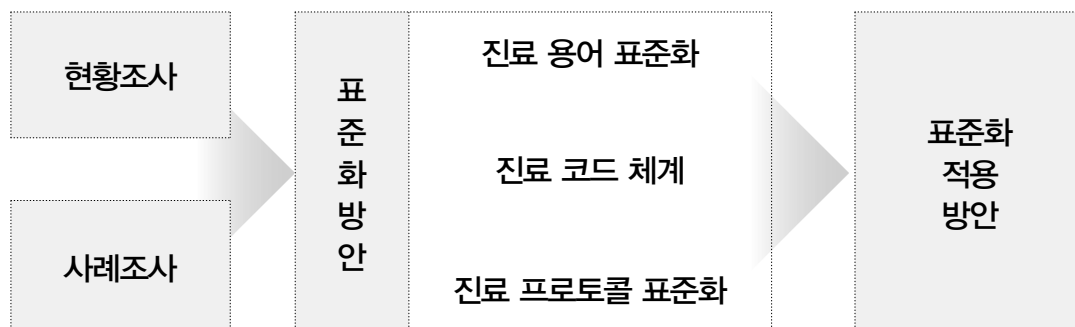 현황조사
사례조사
표
준
화
방
안
진료 용어 표준화
진료 코드 체계
진료 프로토콜 표준화
표준화
적용
방안